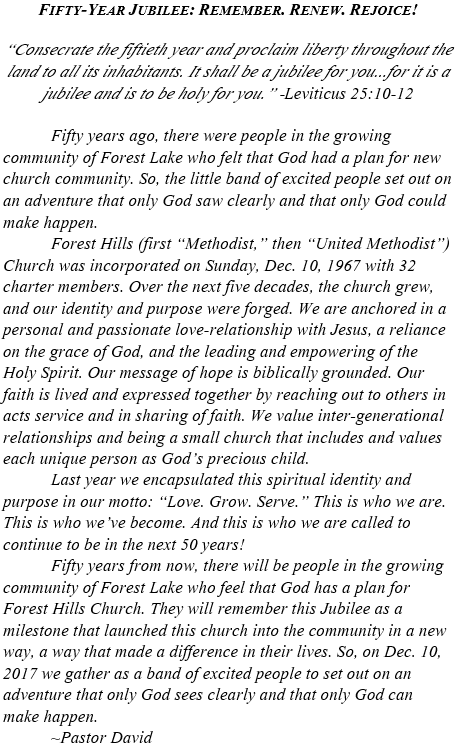 FIFTY-YEAR JUBILEE: REMEMBER. RENEW. REJOICE!
“Consecrate the fiftieth year and proclaim liberty throughout the
land to all its inhabitants. It shall be a jubilee for you...for it is a
jubilee and is to be holy for you. ” -Leviticus 25:10-12
Fifty years ago, there were people in the growing
community of Forest Lake who felt that God had a plan for new
church community. So, the little band of excited people set out on
an adventure that only God saw clearly and that only God could
make happen.
Forest Hills (first “Methodist,” then “United Methodist”)
Church was incorporated on Sunday, Dec. 10, 1967 with 32
charter members. Over the next five decades, the church grew,
and our identity and purpose were forged. We are anchored in a
personal and passionate love-relationship with Jesus, a reliance
on the grace of God, and the leading and empowering of the
Holy Spirit. Our message of hope is biblically grounded. Our
faith is lived and expressed together by reaching out to others in
acts service and in sharing of faith. We value inter-generational
relationships and being a small church that includes and values
each unique person as God’s precious child.
Last year we encapsulated this spiritual identity and
purpose in our motto: “Love. Grow. Serve.” This is who we are.
This is who we’ve become. And this is who we are called to
continue to be in the next 50 years!
Fifty years from now, there will be people in the growing
community of Forest Lake who feel that God has a plan for
Forest Hills Church. They will remember this Jubilee as a
milestone that launched this church into the community in a new
way, a way that made a difference in their lives. So, on Dec. 10,
2017 we gather as a band of excited people to set out on an
adventure that only God sees clearly and that only God can
make happen.
~Pastor David